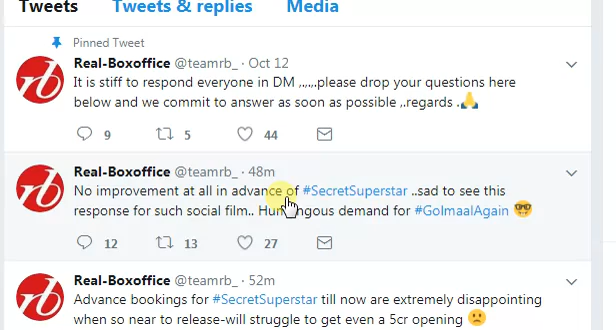 Tweets Tweets & replies Media
Pinned Tweet
Real-Boxoffice @teamrb_ · Oct 12
It is stiff to respond everyone in DM ,,,,,,please drop your questions here
below and we commit to answer as soon as possible ,.regards .🙏
9 5 44
Real-Boxoffice @teamrb_ · 48m
No improvement at all in advance of #SecretSuperstar ..sad to see this
response for such social film.. demand for #GolmaalAgain 🤓
12 13 27
Real-Boxoffice @teamrb_ · 52m
Advance bookings for #SecretSuperstar till now are extremely disappointing
when so near to release-will struggle to get even a 5cr opening 🙁
rb
rb
rb